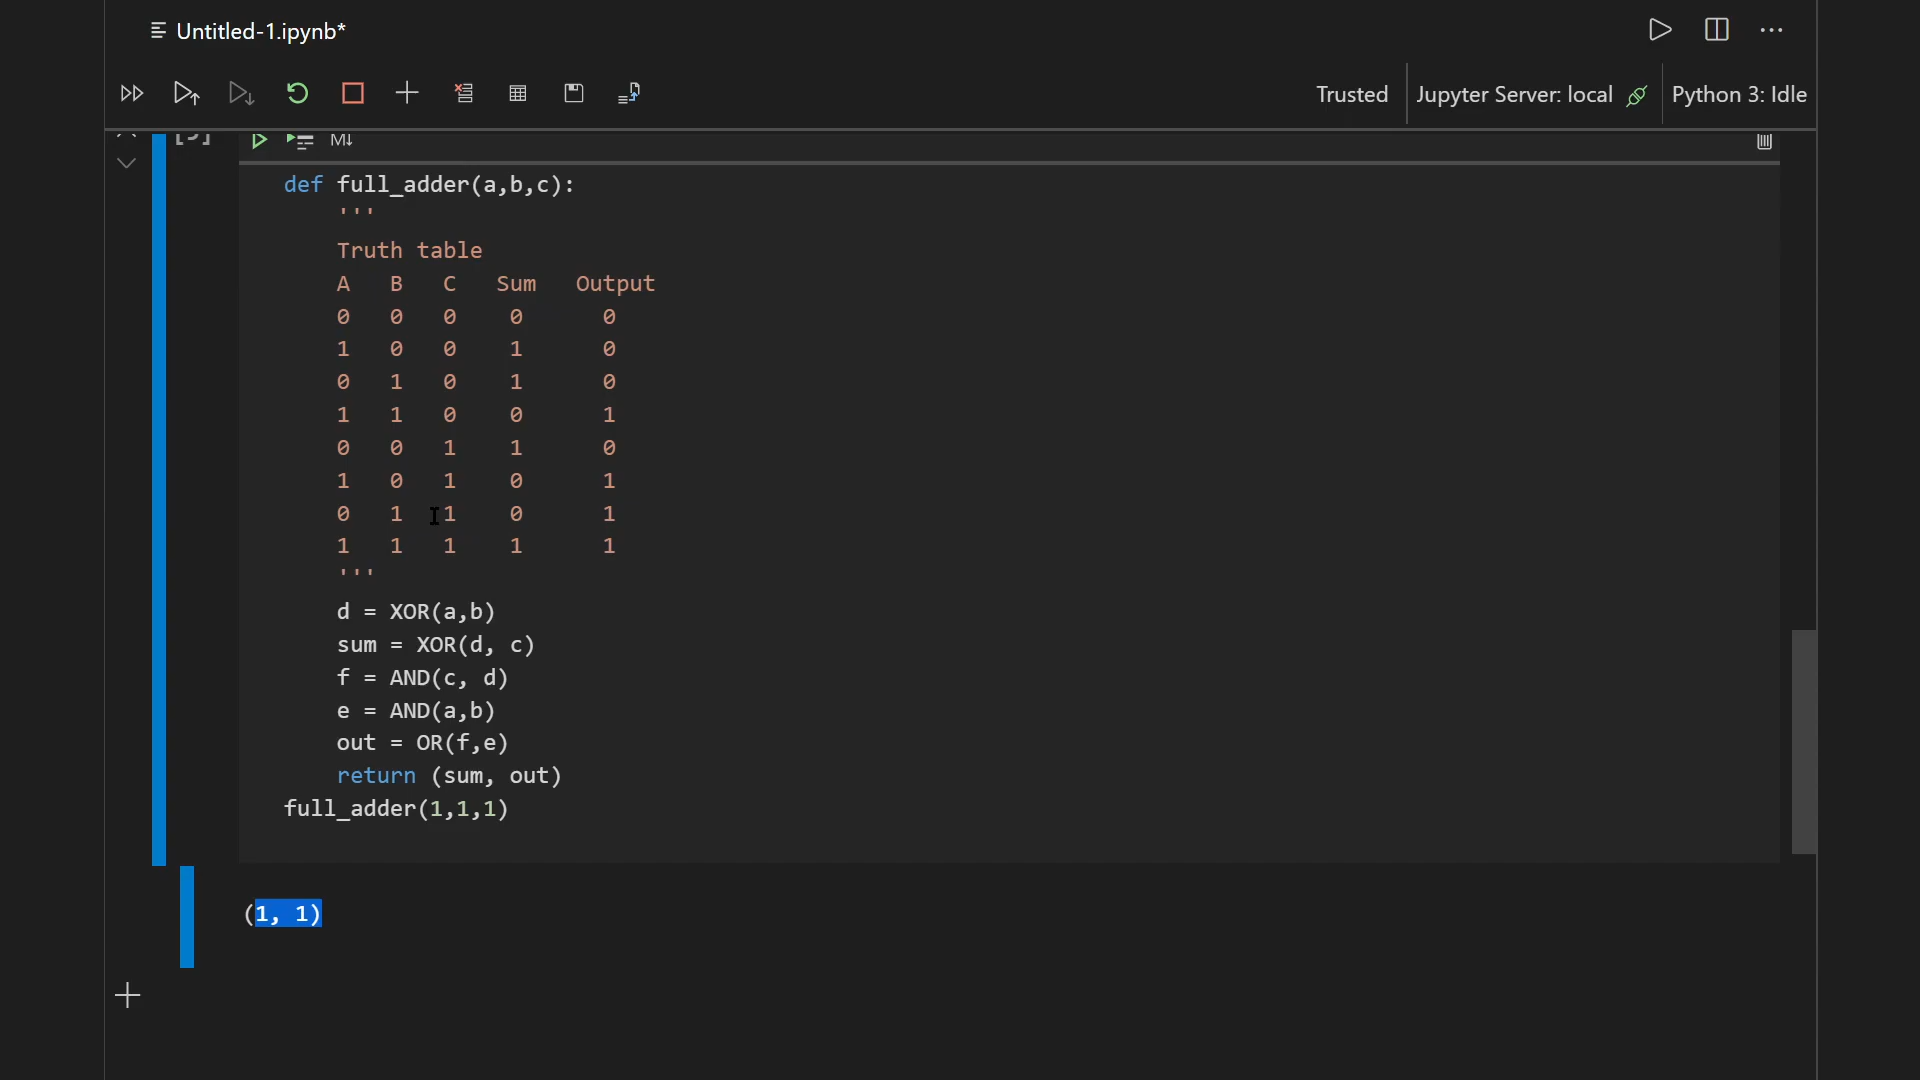 Untitled-1.ipynb*
Trusted
Jupyter Server: local
Python 3: Idle
M↓
def full_adder(a,b,c):
'''
Truth table
A B C Sum Output
0 0 0 0 0
1 0 0 1 0
0 1 0 1 0
1 1 0 0 1
0 0 1 1 0
1 0 1 0 1
0 1 1 0 1
1 1 1 1 1
'''
d = XOR(a,b)
sum = XOR(d, c)
f = AND(c, d)
e = AND(a,b)
out = OR(f,e)
return (sum, out)
full_adder(1,1,1)
(1, 1)